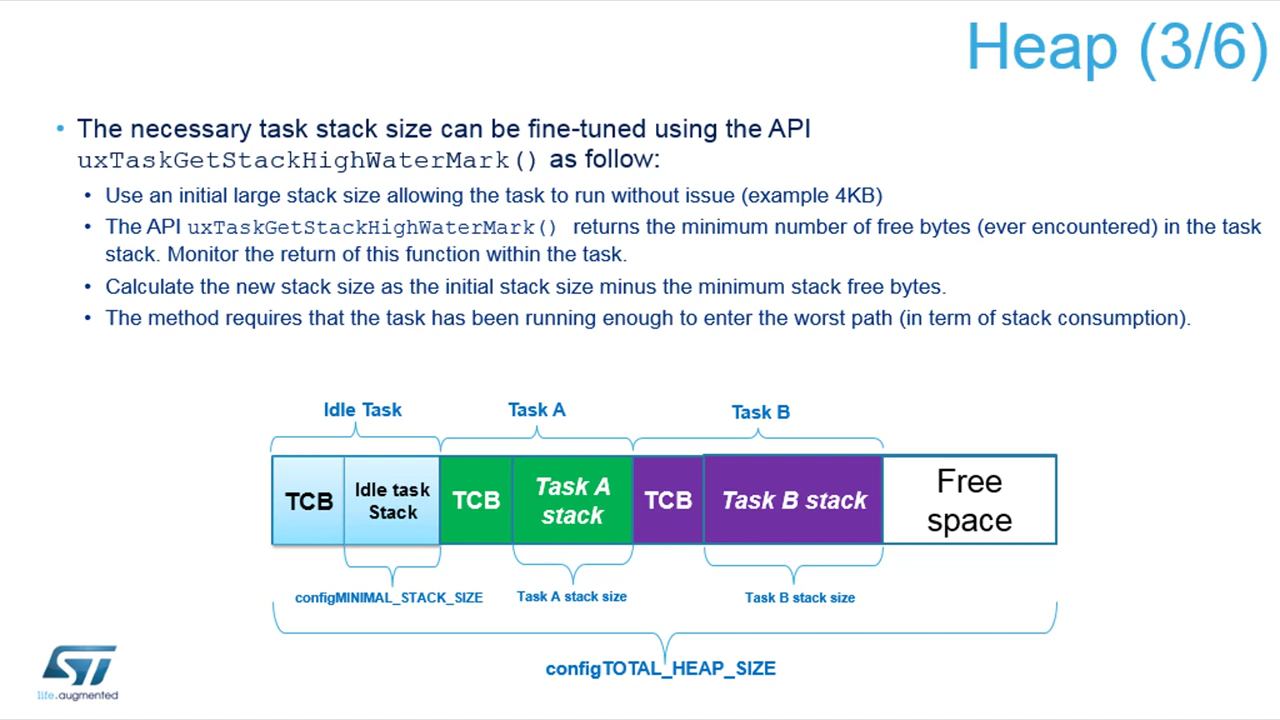 Heap (3/6)
• The necessary task stack size can be fine-tuned using the API
uxTaskGetStackHighWaterMark() as follow:
• Use an initial large stack size allowing the task to run without issue (example 4KB)
• The API uxTaskGetStackHighWaterMark() returns the minimum number of free bytes (ever encountered) in the task
stack. Monitor the return of this function within the task.
• Calculate the new stack size as the initial stack size minus the minimum stack free bytes.
• The method requires that the task has been running enough to enter the worst path (in term of stack consumption).
Idle Task
Task A
Task B
TCB
Idle task
Stack
TCB
Task A
stack
TCB
Task B stack
Free
space
configMINIMAL_STACK_SIZE
Task A stack size
Task B stack size
configTOTAL_HEAP_SIZE
ST
life.augmented